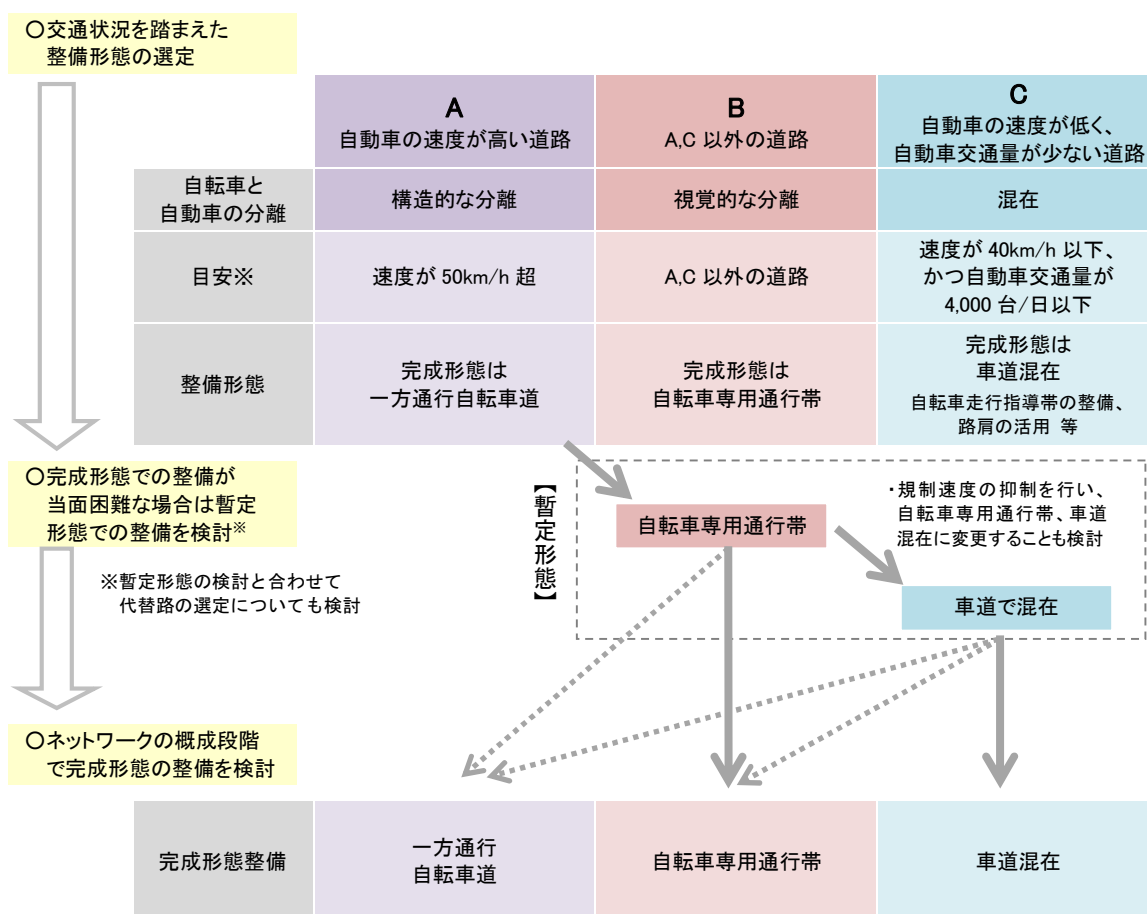 〇交通状況を踏まえた
整備形態の選定
A
自動車の速度が高い道路
B
A,C 以外の道路
C
自動車の速度が低く、
自動車交通量が少ない道路
自転車と
自動車の分離
構造的な分離
視覚的な分離
混在
目安※
速度が 50km/h 超
A,C 以外の道路
速度が 40km/h 以下、
かつ自動車交通量が
4,000 台/日以下
整備形態
完成形態は
一方通行自転車道
完成形態は
自転車専用通行帯
完成形態は
車道混在
自転車走行指導帯の整備、
路肩の活用 等
〇完成形態での整備が
当面困難な場合は暫定
形態での整備を検討※
※暫定形態の検討と合わせて
代替路の選定についても検討
【暫定形態】
自転車専用通行帯
・規制速度の抑制を行い、
自転車専用通行帯、車道
混在に変更することも検討
車道で混在
〇ネットワークの概成段階
で完成形態の整備を検討
完成形態整備
一方通行
自転車道
自転車専用通行帯
車道混在